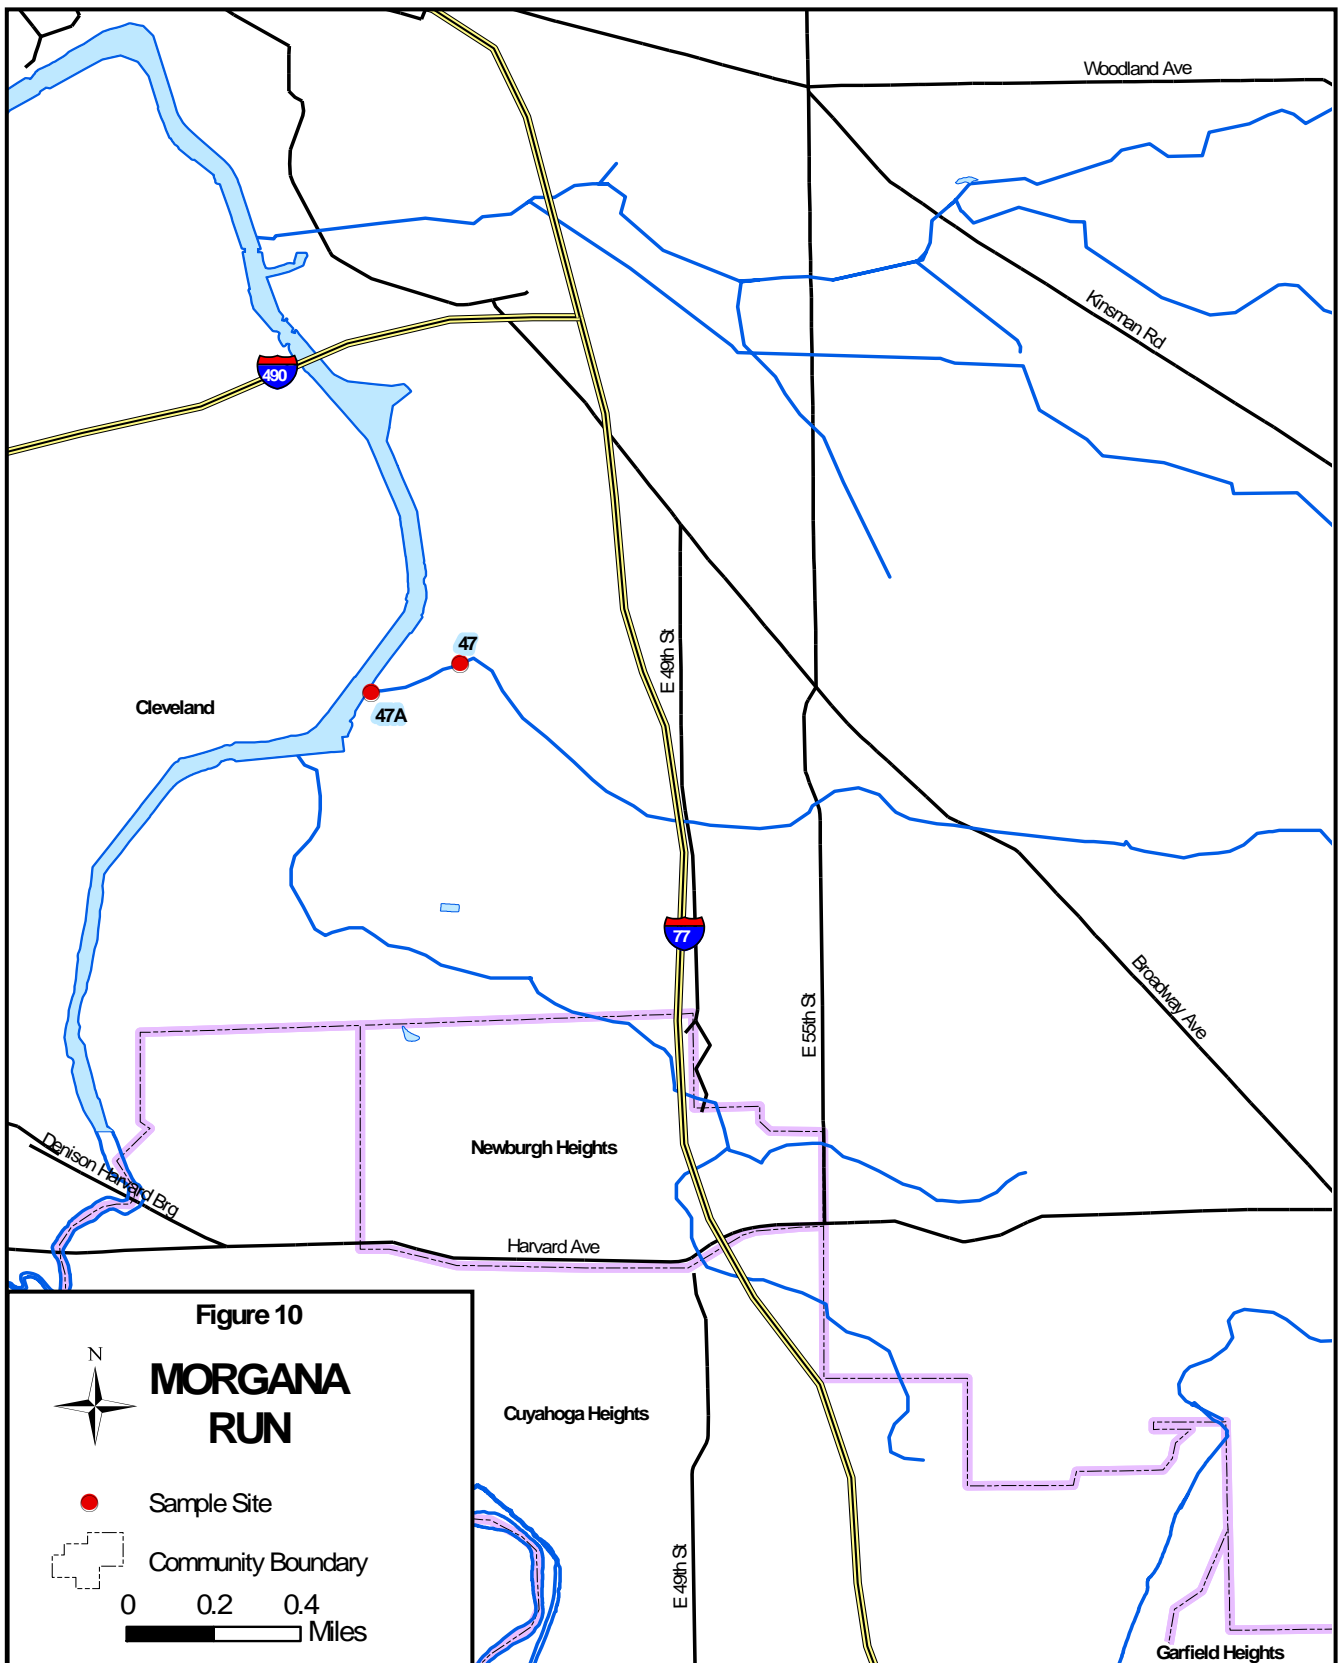 Woodland Ave
Kinsman Rd
490
E 49th St
47
47A
Cleveland
77
E 55th St
Broadway Ave
Newburgh Heights
Denison Harvard Brg
Harvard Ave
Figure 10
N
MORGANA
RUN
Sample Site
Community Boundary
0 0.2 0.4
Miles
Cuyahoga Heights
E 49th St
Garfield Heights